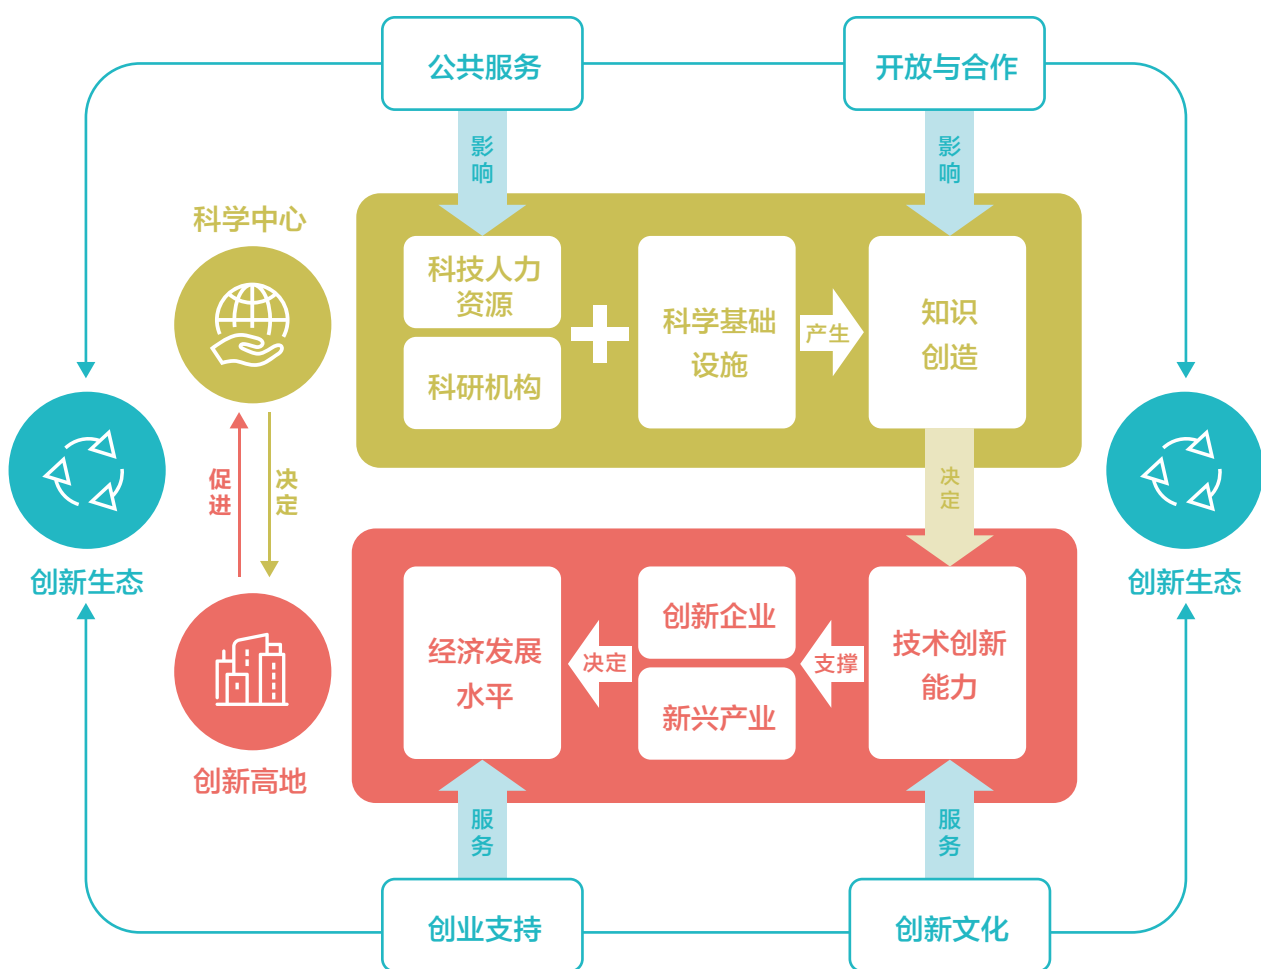 公共服务
开放与合作
影响
影响
科学中心
科技人力
资源
科研机构
科学基础
设施
产生
知识
创造
促进
决定
决定
创新生态
创新生态
经济发展
水平
决定
创新企业
新兴产业
支撑
技术创新
能力
创新高地
服务
服务
创业支持
创新文化